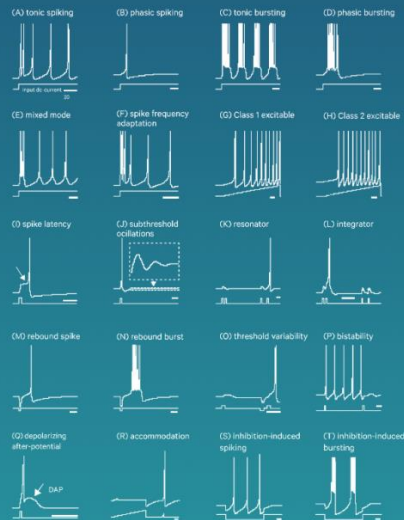 (A) tonic spiking
(B) phasic spiking
(C) tonic bursting
(D) phasic bursting
input dc current
(E) mixed mode
(F) spike frequency
adaptation
(G) Class 1 excitable
(H) Class 2 excitable
(I) spike latency
(J) subthreshold
ocillations
(K) resonator
(L) integrator
(M) rebound spike
(N) rebound burst
(O) threshold variability
(P) bistability
(Q) depolarizing
after-potential
DAP
(R) accommodation
(S) inhibition-induced
spiking
(T) inhibition-induced
bursting